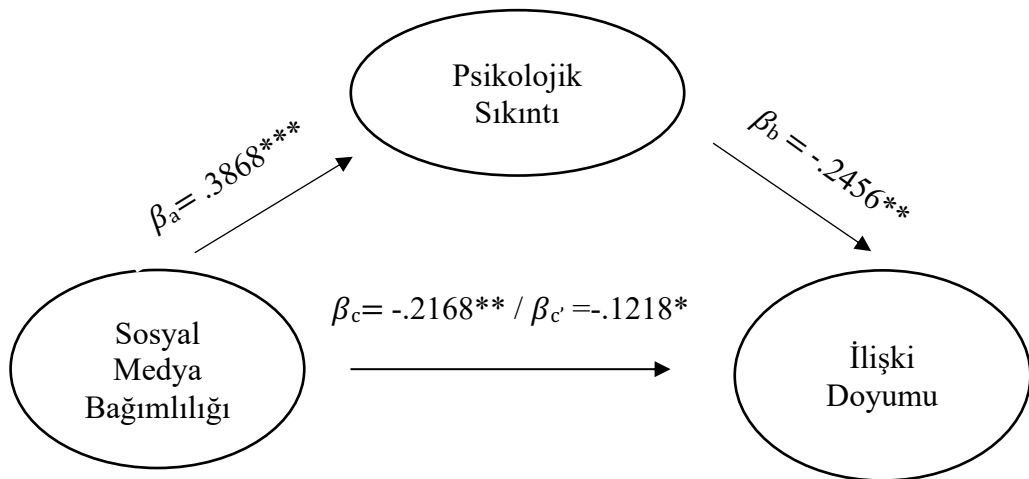 Psikolojik
Sıkıntı
βa= .3868***
βb = -.2456**
βc= -.2168** / βc’ =-.1218*
Sosyal
Medya
Bağımlılığı
İlişki
Doyumu